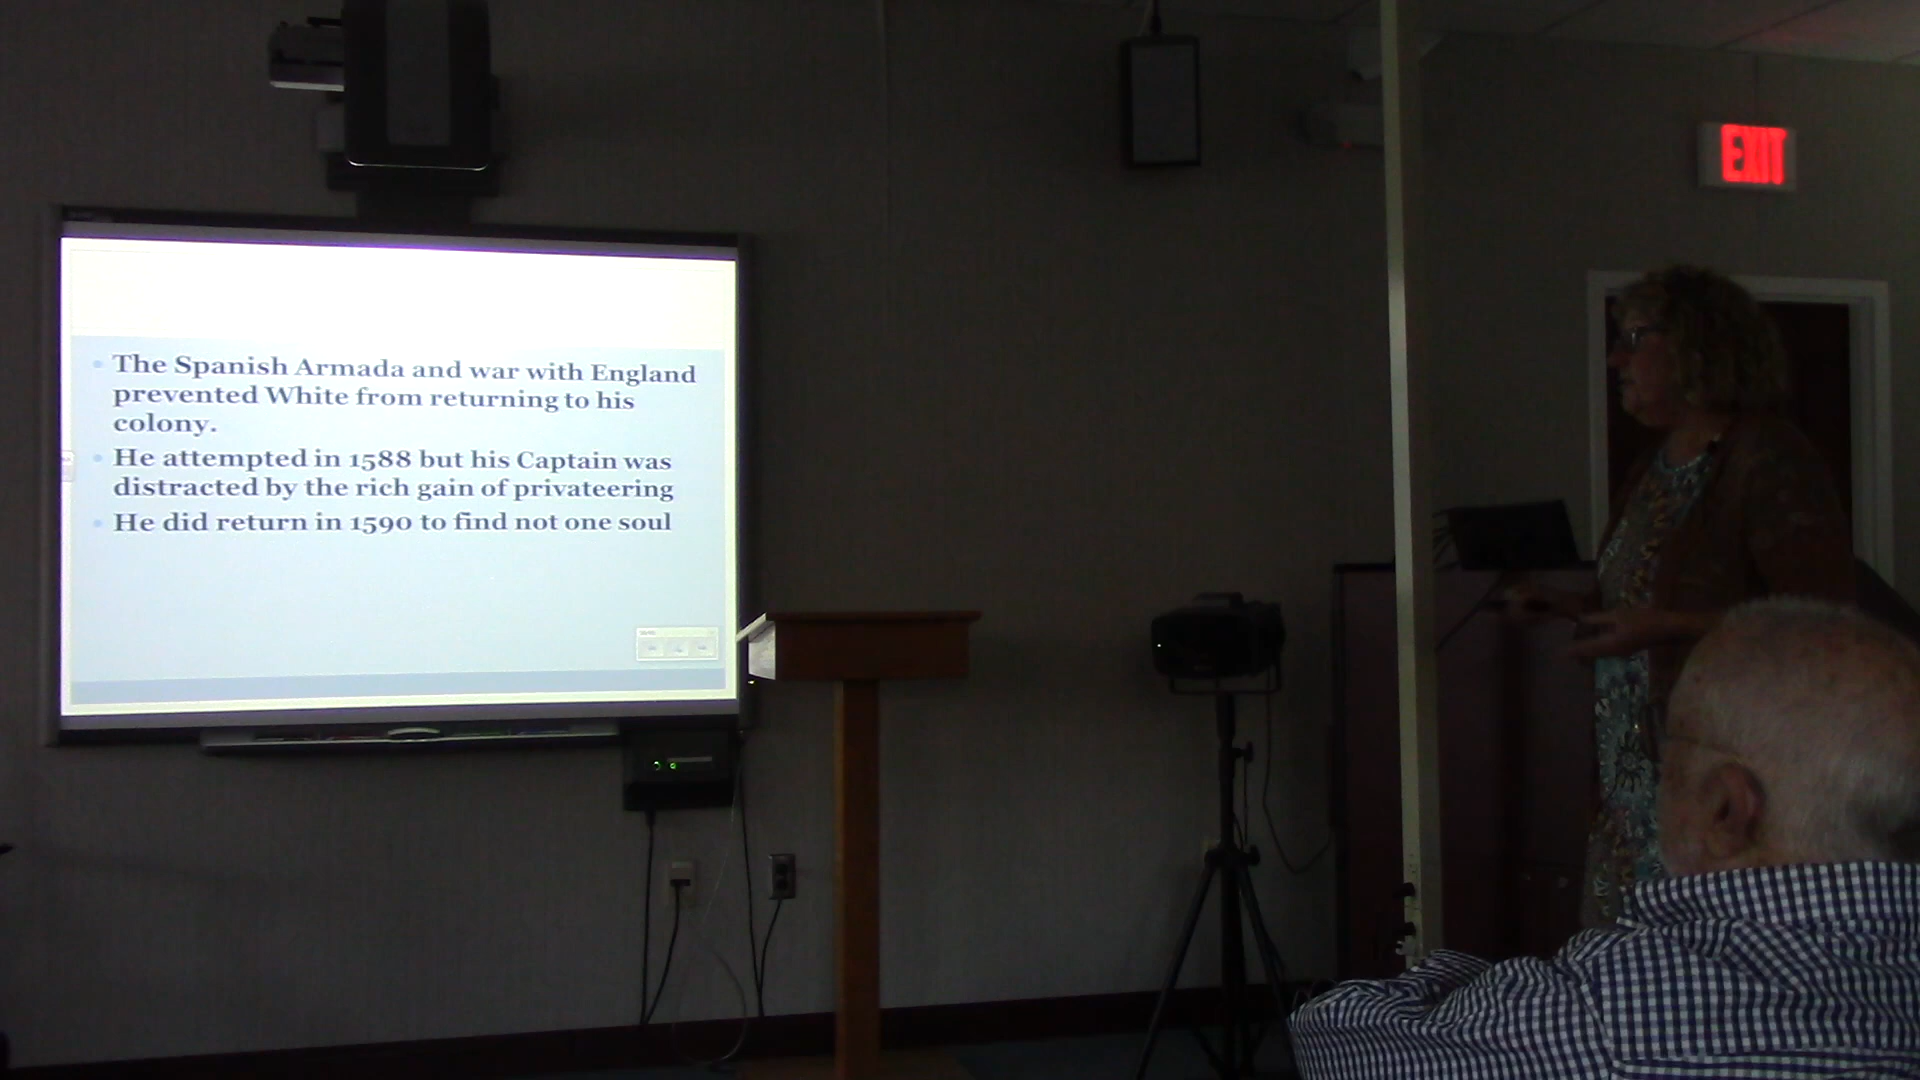 EXIT
The Spanish Armada and war with England
prevented White from returning to his
colony.
He attempted in 1588 but his Captain was
distracted by the rich gain of privateering
He did return in 1590 to find not one soul